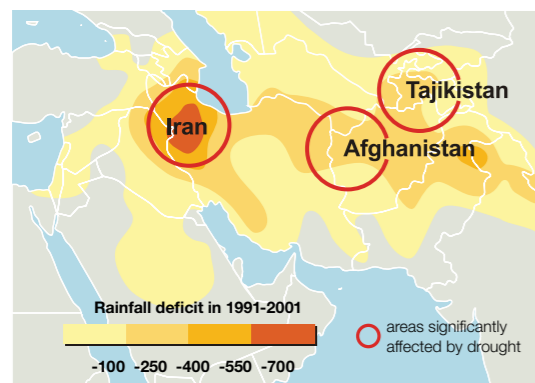 Tajikistan
Iran
Afghanistan
Rainfall deficit in 1991-2001
-100 -250 -400 -550 -700
areas significantly
affected by drought